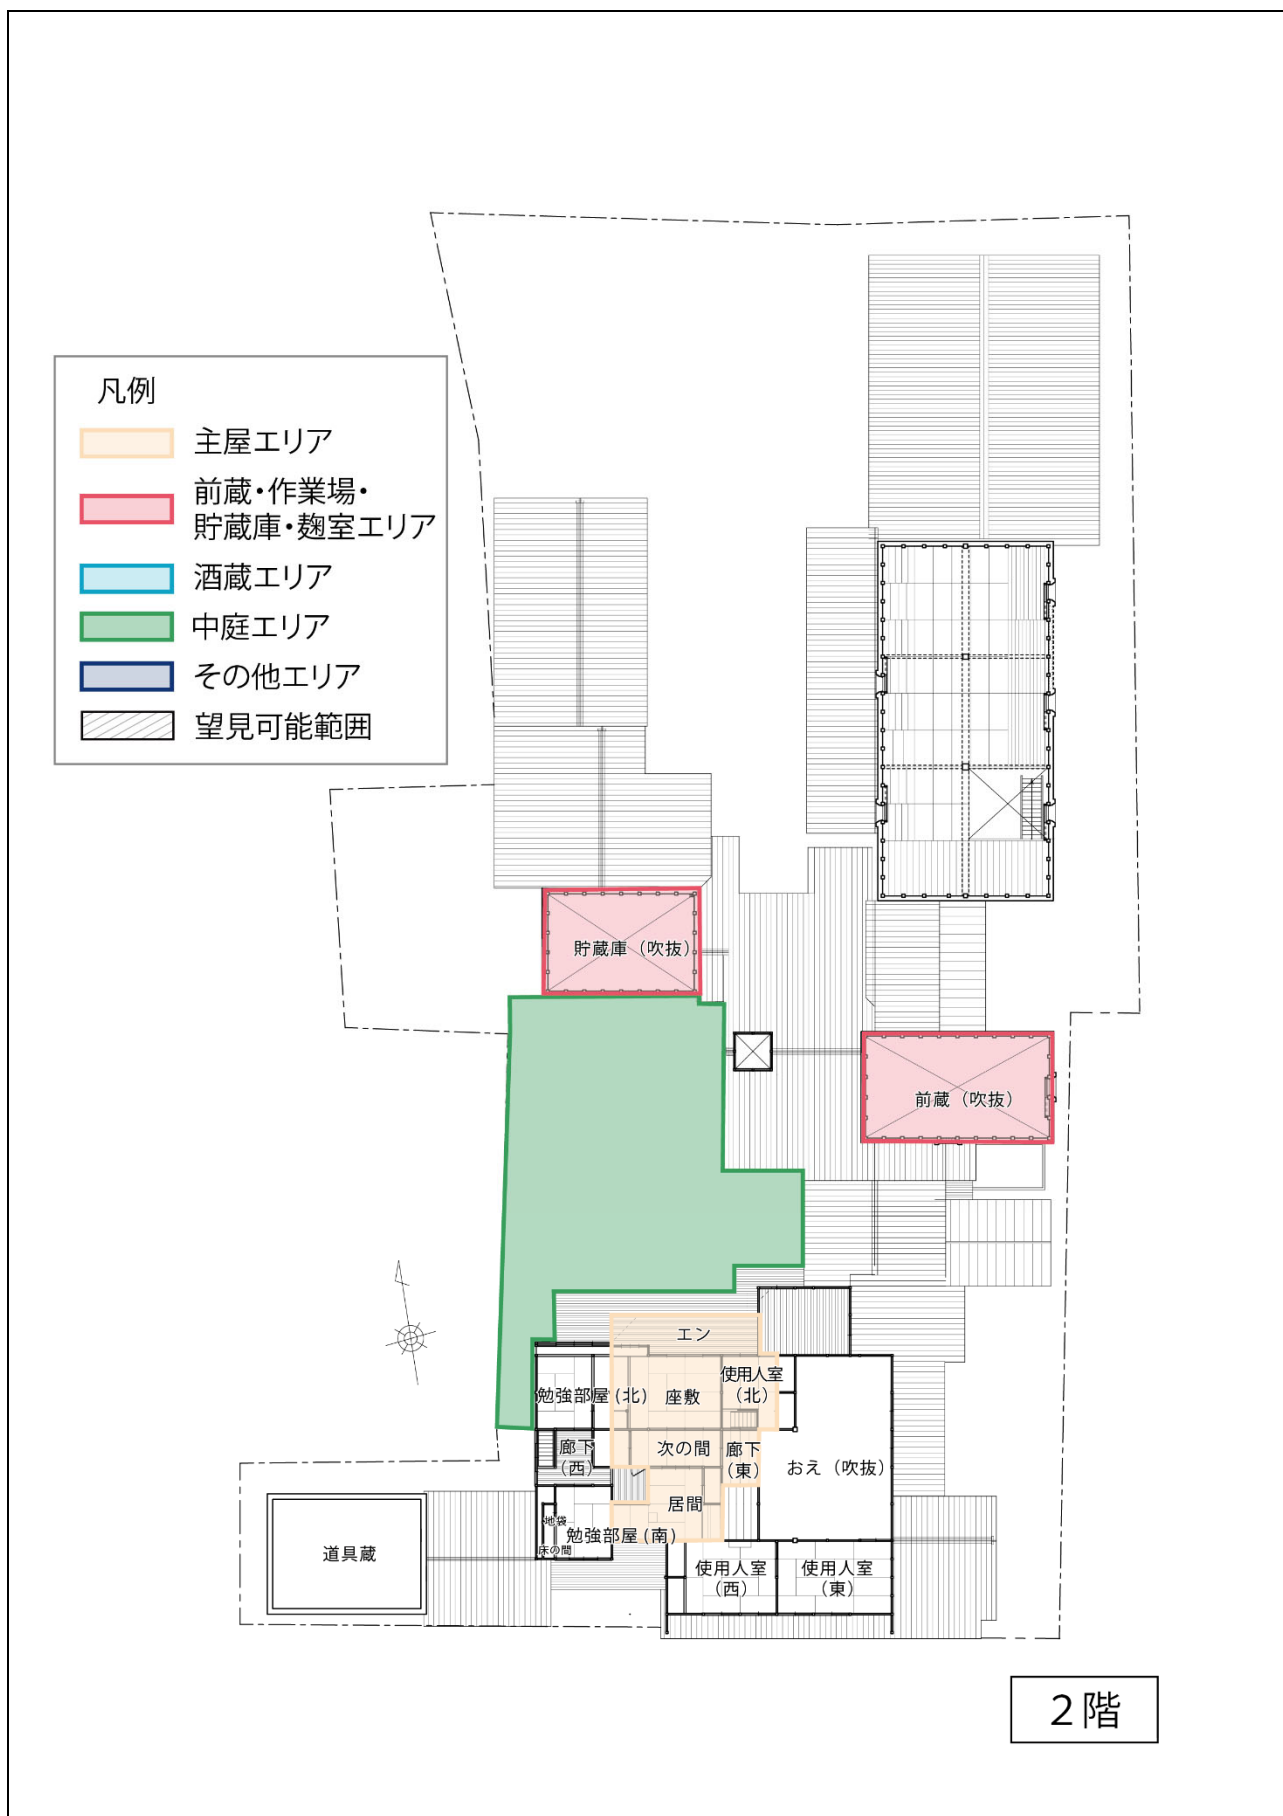 凡例
主屋エリア
前蔵・作業場・
貯蔵庫・麹室エリア
酒蔵エリア
中庭エリア
その他エリア
望見可能範囲
貯蔵庫（吹抜）
前蔵（吹抜）
エン
使用人室
（北）
勉強部屋(北)
座敷
廊下
（西）
次の間
廊下
（東）
おえ（吹抜）
居間
地袋
勉強部屋(南)
床の間
道具蔵
使用人室
（西）
使用人室
（東）
２階